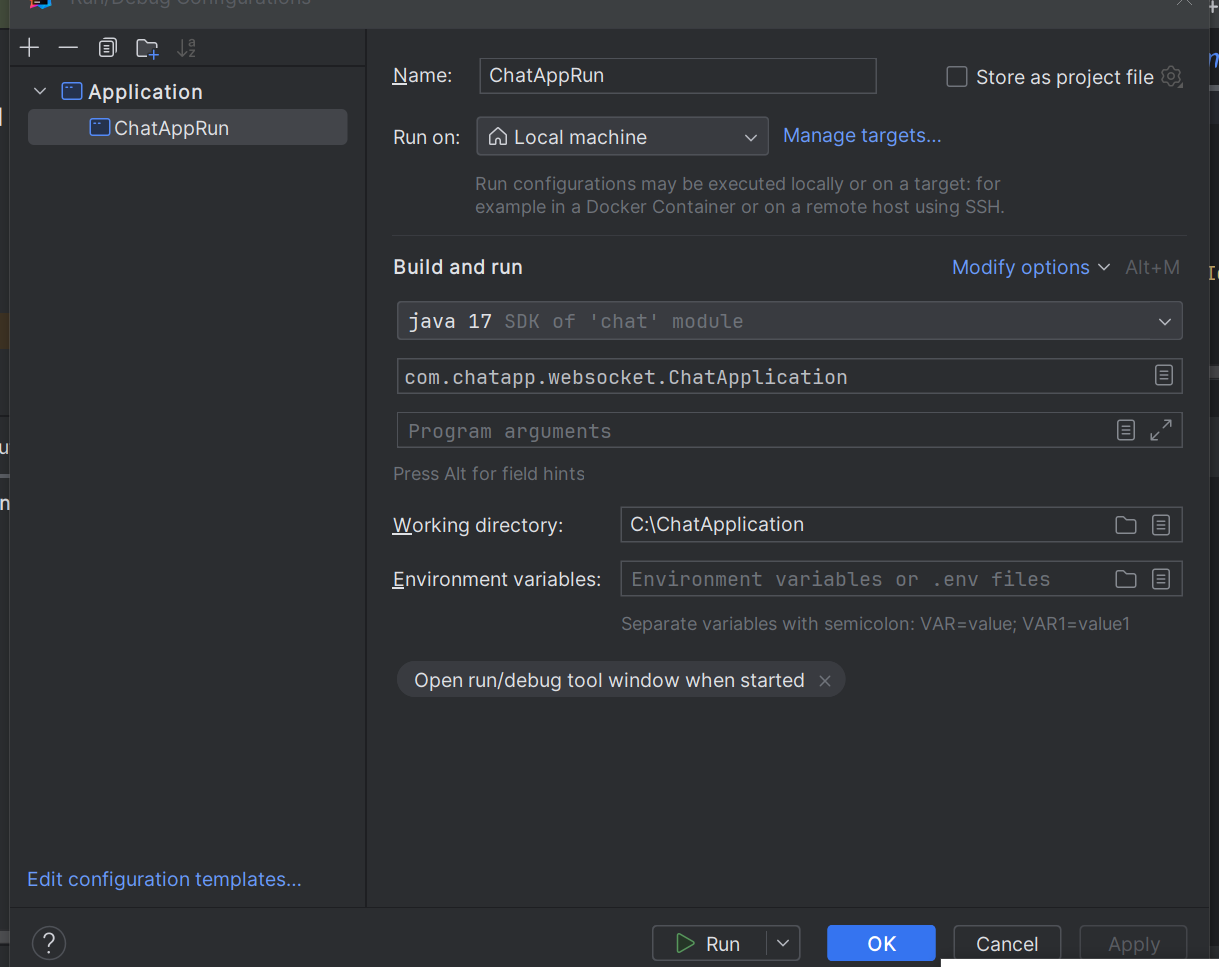 Run/Debug Configurations
Application
ChatAppRun
Edit configuration templates...
Name:
ChatAppRun
Store as project file
Run on:
Local machine
Manage targets...
Run configurations may be executed locally or on a target: for
example in a Docker Container or on a remote host using SSH.
Build and run
Modify options
Alt+M
java 17 SDK of 'chat' module
com.chatapp.websocket.ChatApplication
Program arguments
Press Alt for field hints
Working directory:
C:\ChatApplication
Environment variables:
Environment variables or .env files
Separate variables with semicolon: VAR=value; VAR1=value1
Open run/debug tool window when started
?
Run
OK
Cancel
Apply